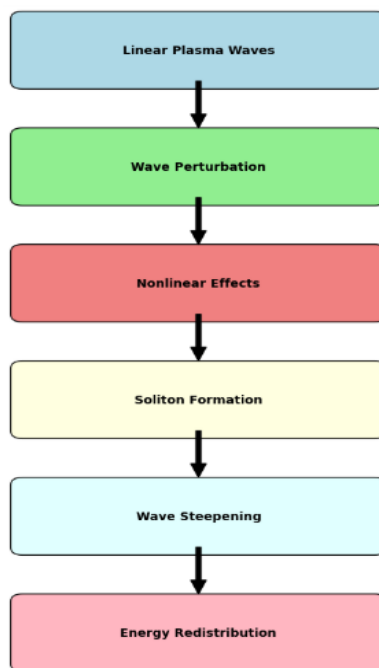 Linear Plasma Waves
Wave Perturbation
Nonlinear Effects
Soliton Formation
Wave Steepening
Energy Redistribution